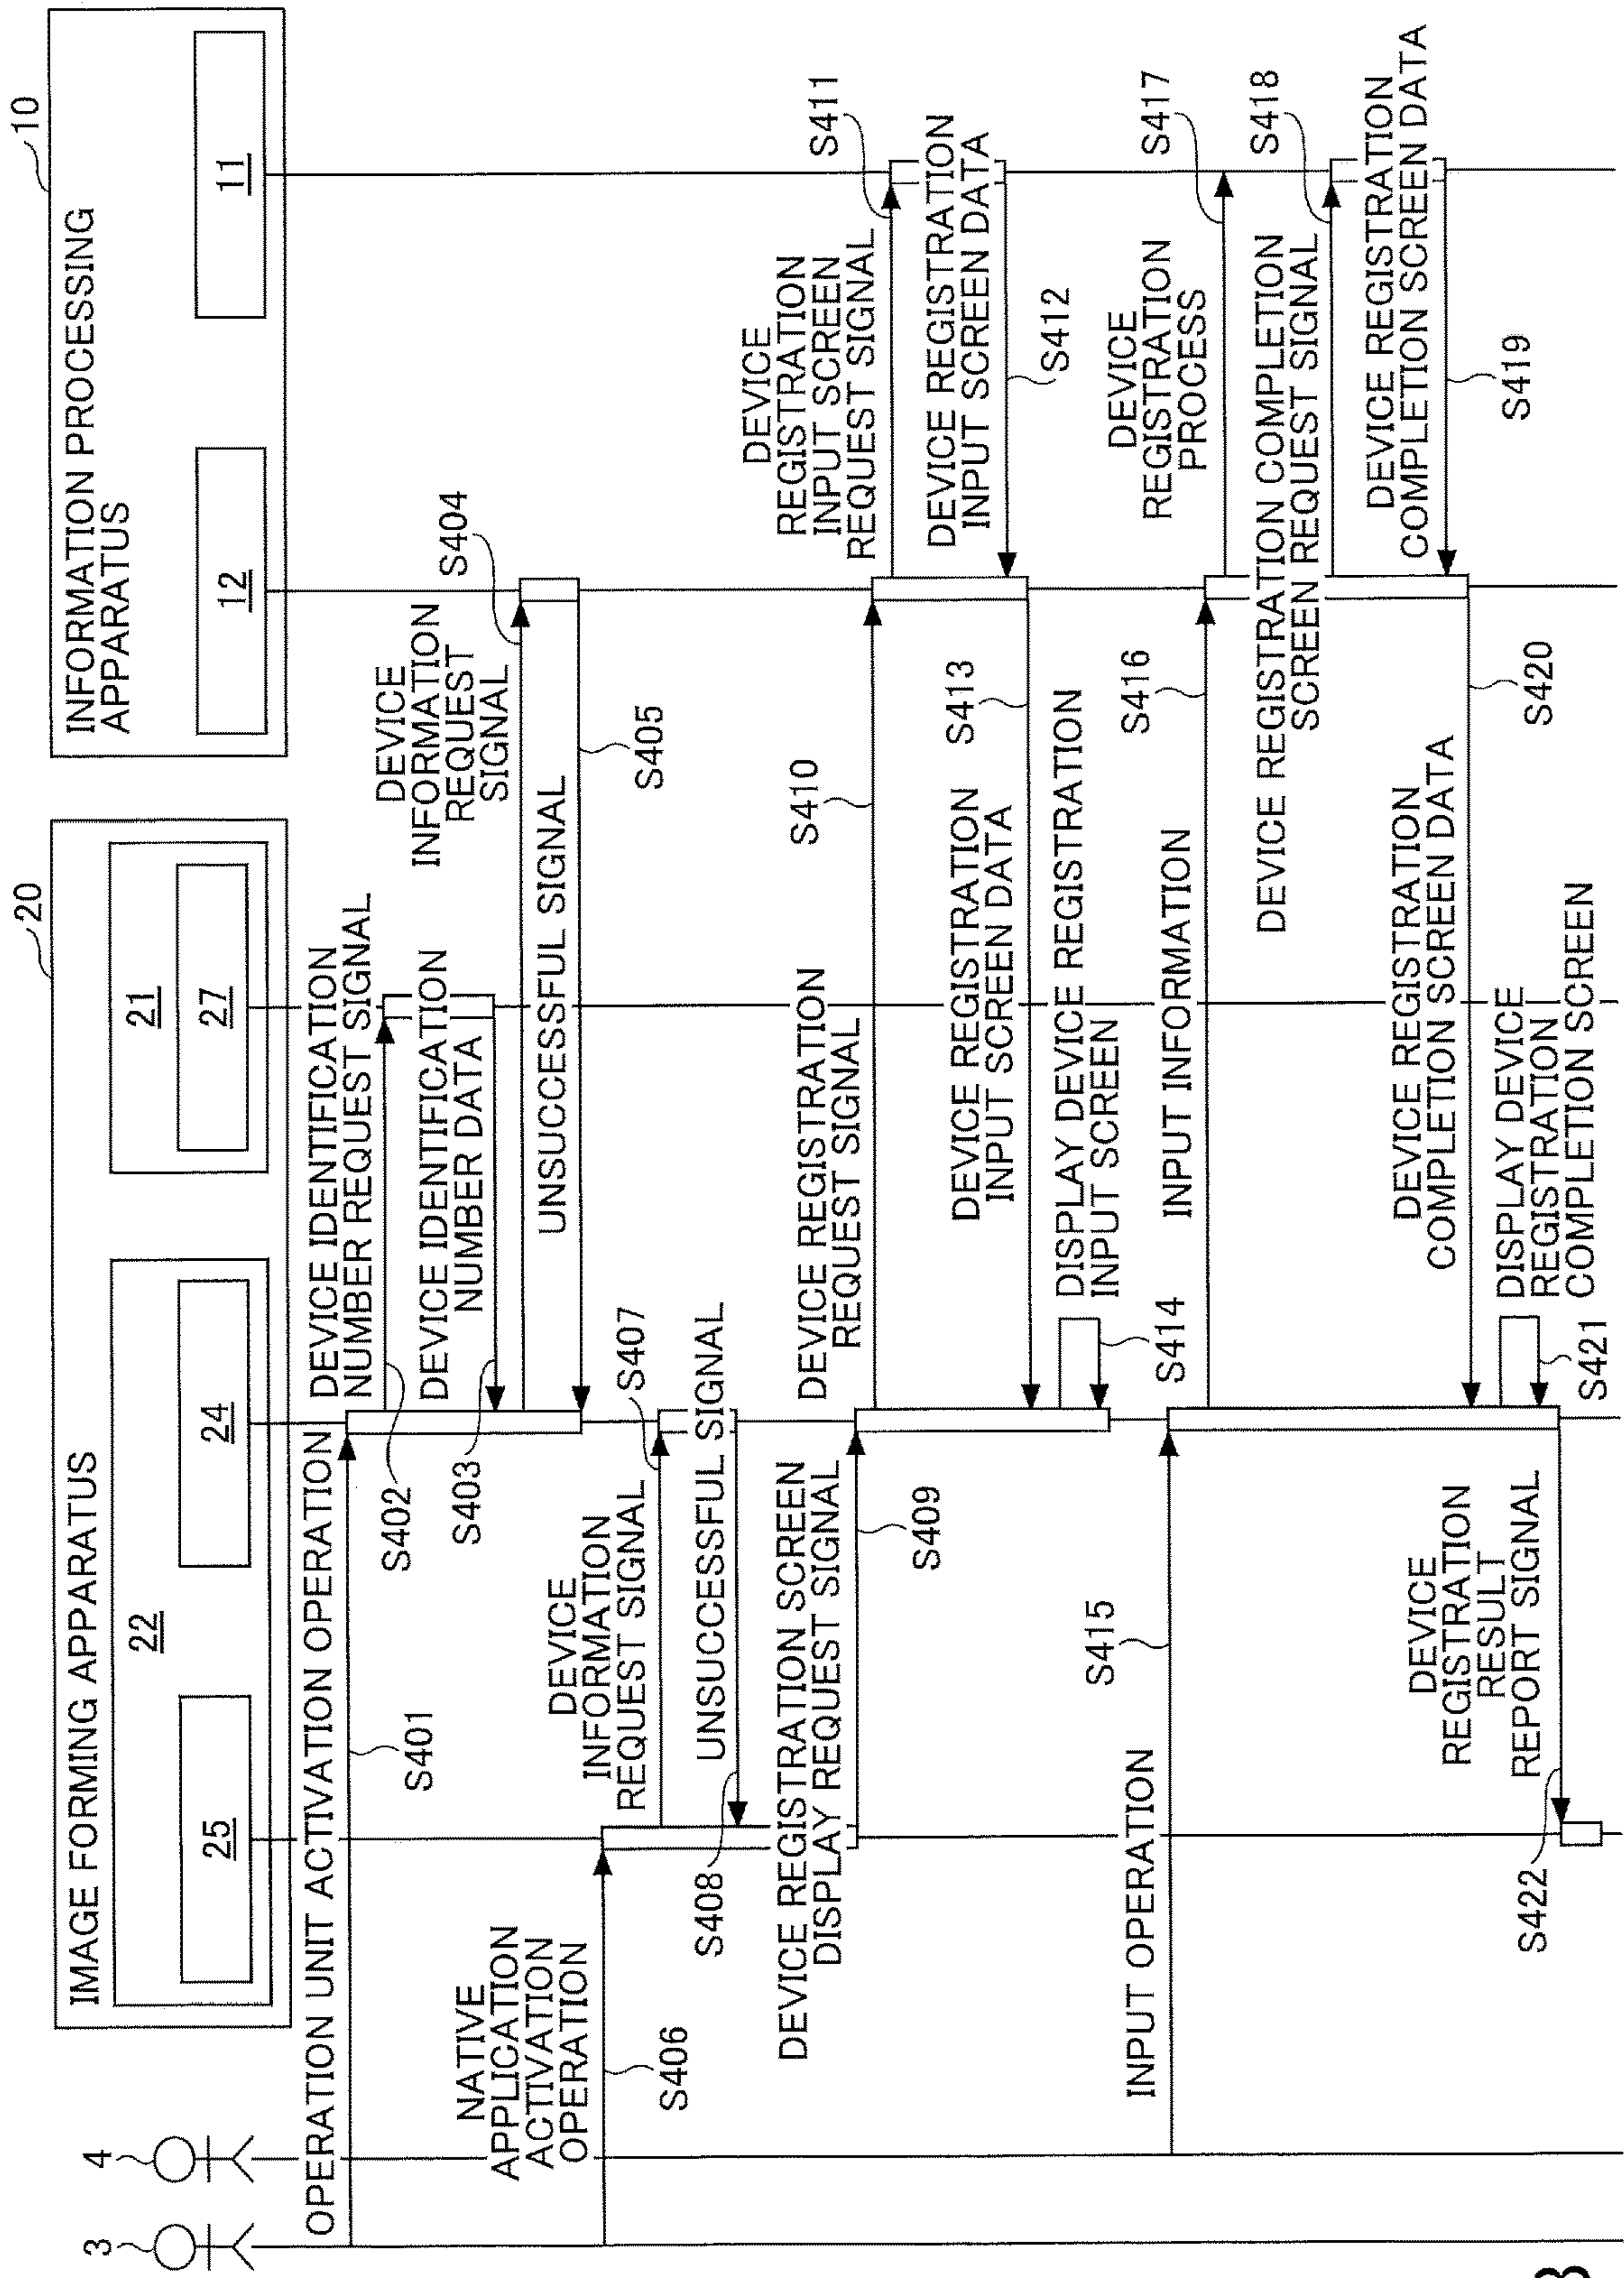 3
4
20
10
IMAGE FORMING APPARATUS
22
25
24
21
27
INFORMATION PROCESSING
APPARATUS
12
11
OPERATION UNIT ACTIVATION OPERATION
S401
DEVICE IDENTIFICATION
NUMBER REQUEST SIGNAL
S402
DEVICE IDENTIFICATION
NUMBER DATA
S403
DEVICE
INFORMATION
REQUEST
SIGNAL
S404
UNSUCCESSFUL SIGNAL
S405
NATIVE
APPLICATION
ACTIVATION
OPERATION
S406
DEVICE
INFORMATION
REQUEST SIGNAL
S407
UNSUCCESSFUL SIGNAL
S408
DEVICE REGISTRATION SCREEN
DISPLAY REQUEST SIGNAL
S409
DEVICE REGISTRATION
REQUEST SIGNAL
S410
DEVICE
REGISTRATION
INPUT SCREEN
REQUEST SIGNAL
S411
DEVICE REGISTRATION
INPUT SCREEN DATA
S412
DEVICE REGISTRATION
INPUT SCREEN DATA
S413
DISPLAY DEVICE REGISTRATION
INPUT SCREEN
S414
INPUT OPERATION
S415
INPUT INFORMATION
S416
DEVICE
REGISTRATION
PROCESS
S417
DEVICE REGISTRATION COMPLETION
SCREEN REQUEST SIGNAL
S418
DEVICE REGISTRATION
COMPLETION SCREEN DATA
S419
DEVICE REGISTRATION
COMPLETION SCREEN DATA
S420
DISPLAY DEVICE
REGISTRATION
COMPLETION SCREEN
S421
DEVICE
REGISTRATION
RESULT
REPORT SIGNAL
S422